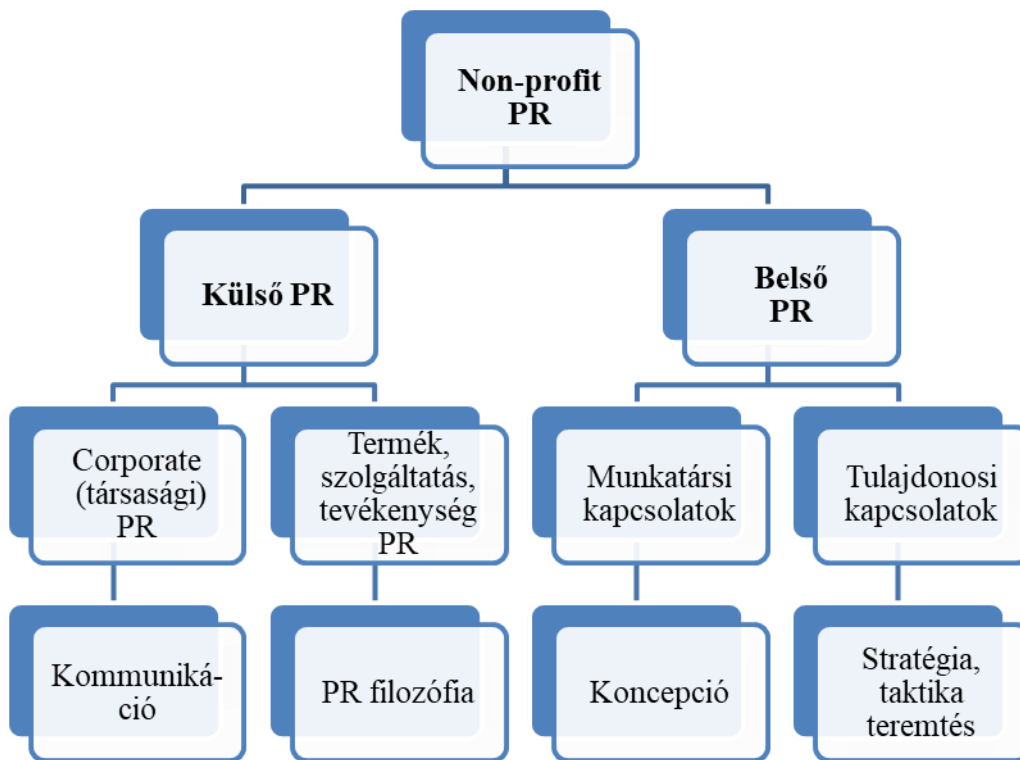 Non-profit
PR
Külső PR
Belső
PR
Corporate
(társasági)
PR
Termék,
szolgáltatás,
tevékenység
PR
Munkatársi
kapcsolatok
Tulajdonosi
kapcsolatok
Kommuniká-
ció
PR filozófia
Koncepció
Stratégia,
taktika
teremtés